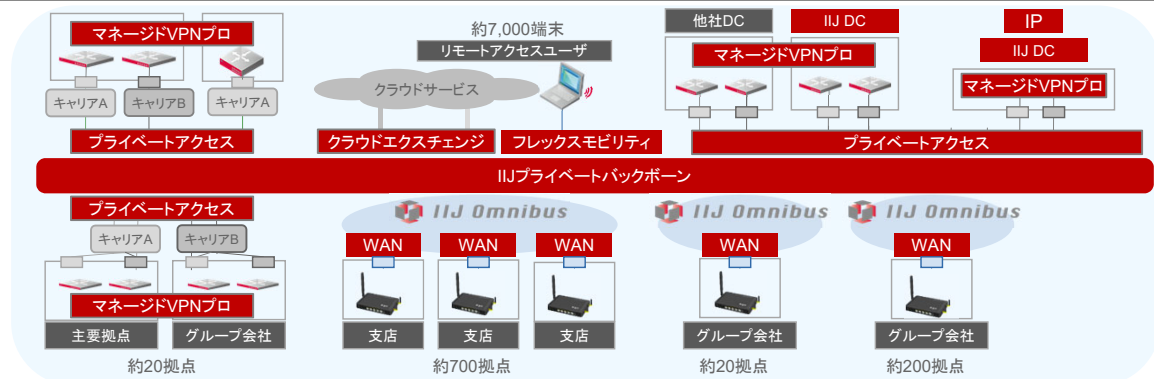 マネージドVPNプロ
キャリアA
キャリアB
キャリアA
プライベートアクセス
約7,000端末
リモートアクセスユーザ
クラウドサービス
クラウドエクスチェンジ
フレックスモビリティ
他社DC
IIJ DC
マネージドVPNプロ
IP
IIJ DC
マネージドVPNプロ
プライベートアクセス
IIJプライベートバックボーン
プライベートアクセス
キャリアA
キャリアB
マネージドVPNプロ
主要拠点
グループ会社
約20拠点
IIJ Omnibus
WAN
WAN
WAN
支店
支店
支店
約700拠点
IIJ Omnibus
WAN
グループ会社
約20拠点
IIJ Omnibus
WAN
グループ会社
約200拠点